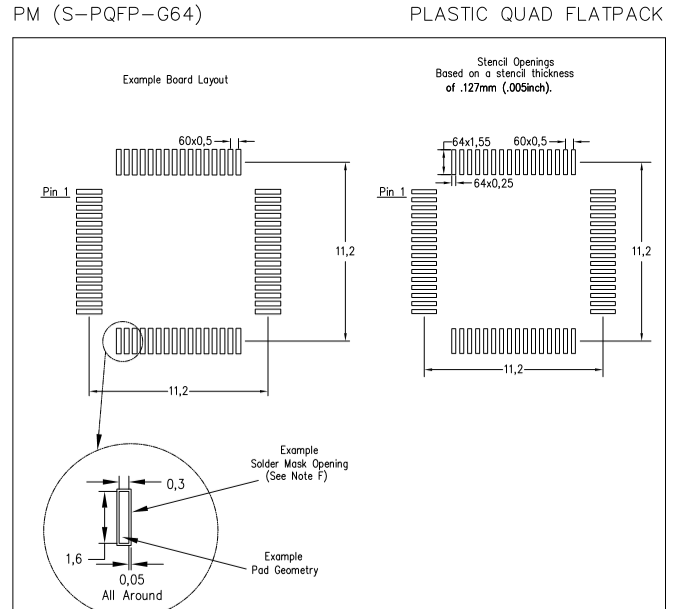 PM (S-PQFP-G64)
PLASTIC QUAD FLATPACK
Example Board Layout
Stencil Openings
Based on a stencil thickness
of .127mm (.005inch).
60x0,5
64x1,55
60x0,5
64x0,25
Pin 1
Pin 1
11,2
11,2
11,2
11,2
Example
Solder Mask Opening
(See Note F)
0,3
1,6
Example
Pad Geometry
0,05
All Around